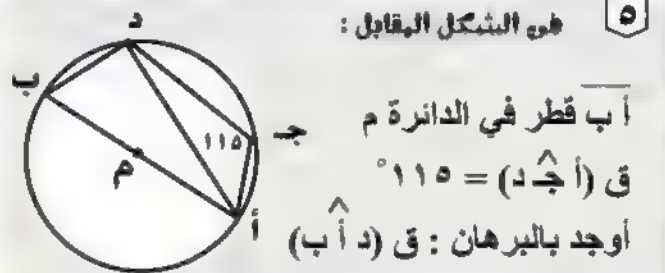 ٥ في الشكل المقابل :
أ ب قطر في الدائرة م
ق (أ جـ^ د) = ١١٥°
أوجد بالبرهان : ق (د أ^ ب)
د
ب
جـ
١١٥
م
أ